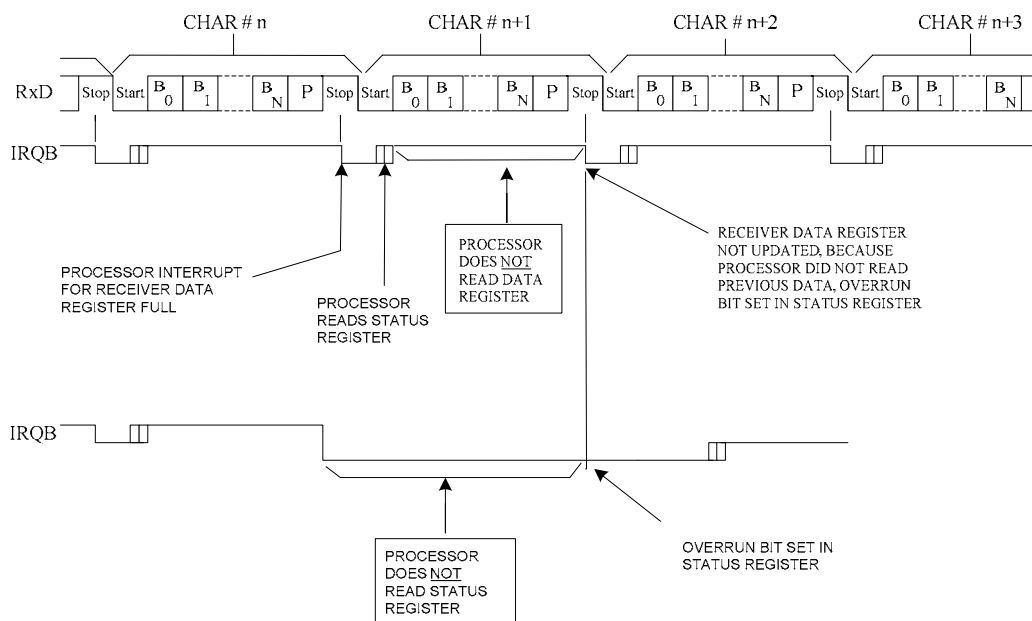 CHAR # n CHAR # n+1 CHAR # n+2 CHAR # n+3
RxD Stop Start B0 B1 BN P Stop Start B0 B1 BN P Stop Start B0 B1 BN P Stop Start B0 B1 BN
IRQB
PROCESSOR INTERRUPT
FOR RECEIVER DATA
REGISTER FULL
PROCESSOR
READS STATUS
REGISTER
PROCESSOR
DOES NOT
READ DATA
REGISTER
RECEIVER DATA REGISTER
NOT UPDATED, BECAUSE
PROCESSOR DID NOT READ
PREVIOUS DATA, OVERRUN
BIT SET IN STATUS REGISTER
IRQB
PROCESSOR
DOES NOT
READ STATUS
REGISTER
OVERRUN BIT SET IN
STATUS REGISTER